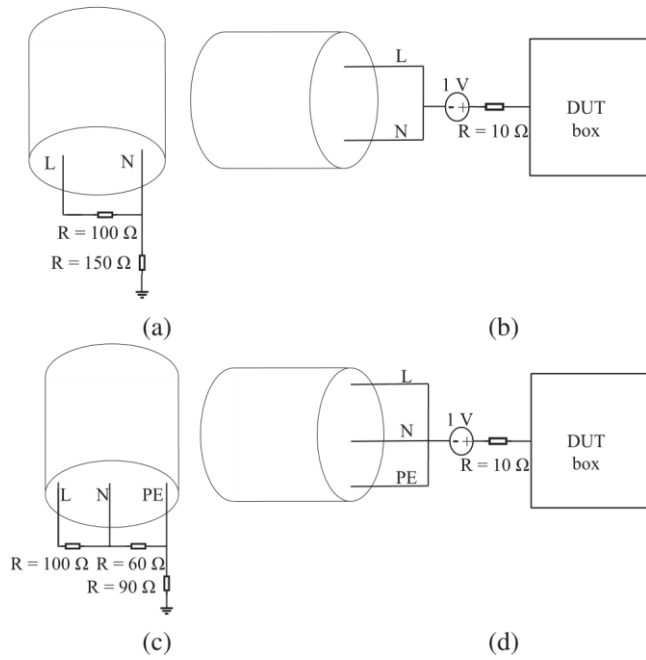 L N
R = 100 Ω
R = 150 Ω
(a)
L
N
1 V
- +
R = 10 Ω
DUT
box
(b)
L N PE
R = 100 Ω R = 60 Ω
R = 90 Ω
(c)
L
N
PE
1 V
- +
R = 10 Ω
DUT
box
(d)